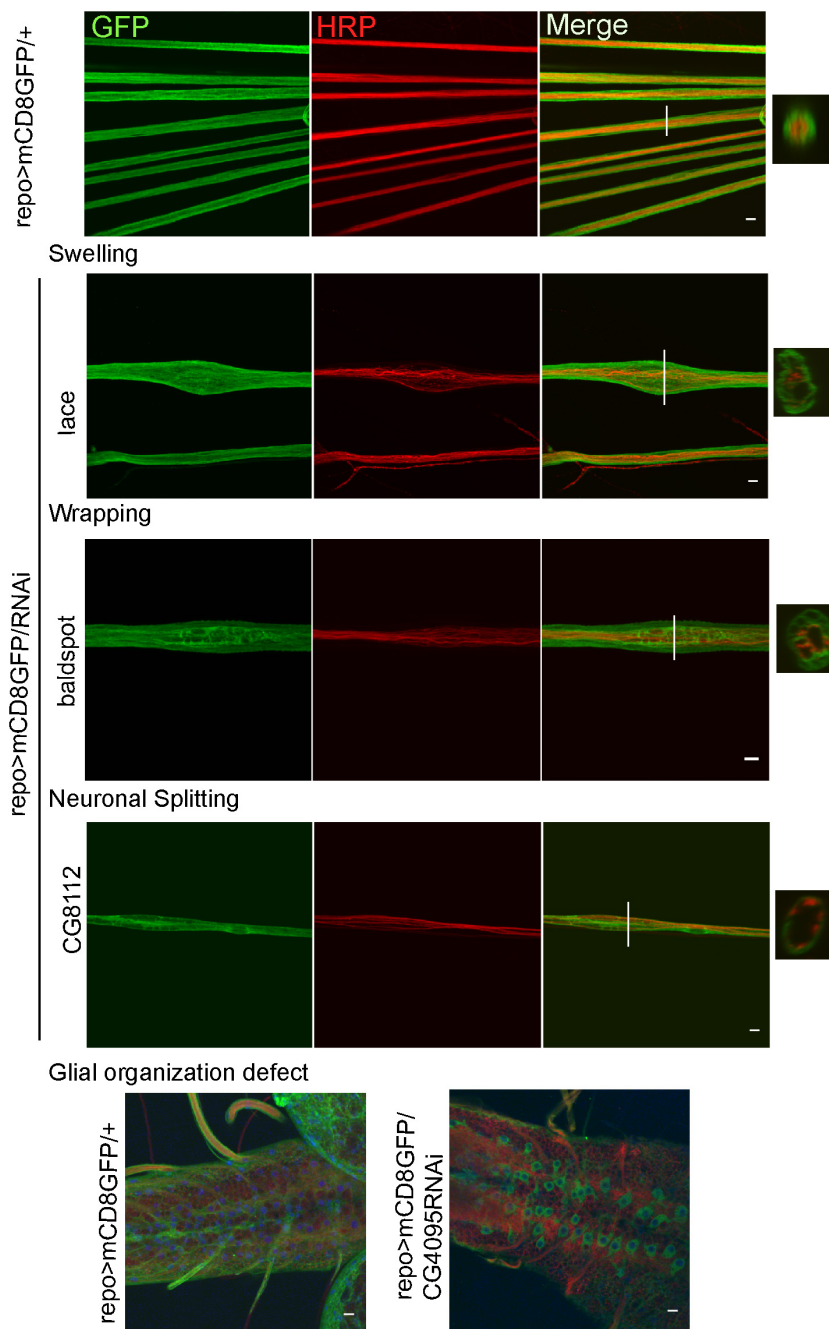 GFP
HRP
Merge
repo>mCD8GFP/+
Swelling
repo>mCD8GFP/RNAi
lace
Wrapping
baldspot
Neuronal Splitting
CG8112
Glial organization defect
repo>mCD8GFP/+
repo>mCD8GFP/
CG4095RNAi